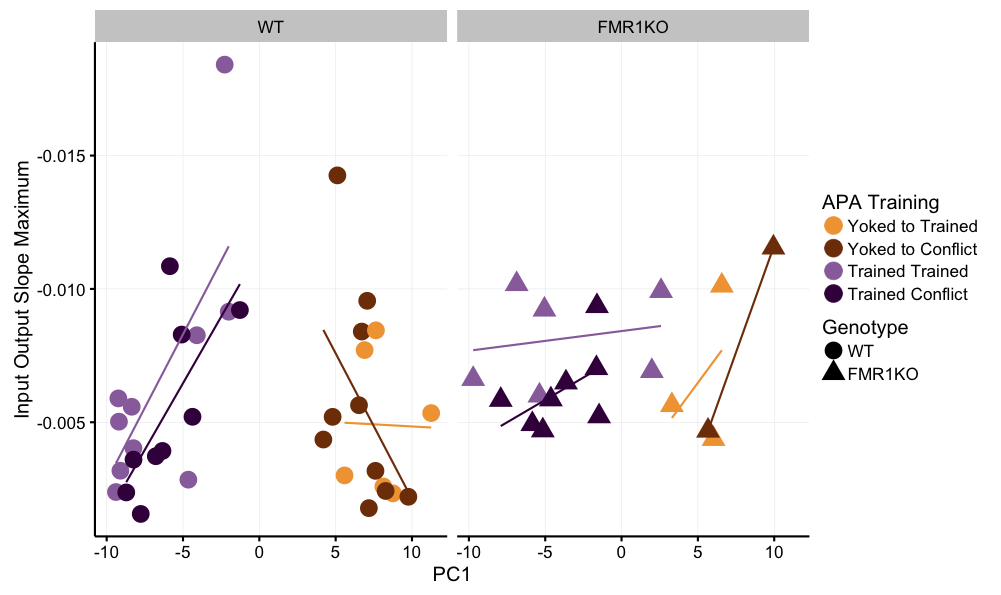 WT
FMR1KO
Input Output Slope Maximum
-0.015
-0.010
-0.005
-10
-5
0
5
10
-10
-5
0
5
10
PC1
APA Training
Yoked to Trained
Yoked to Conflict
Trained Trained
Trained Conflict
Genotype
WT
FMR1KO